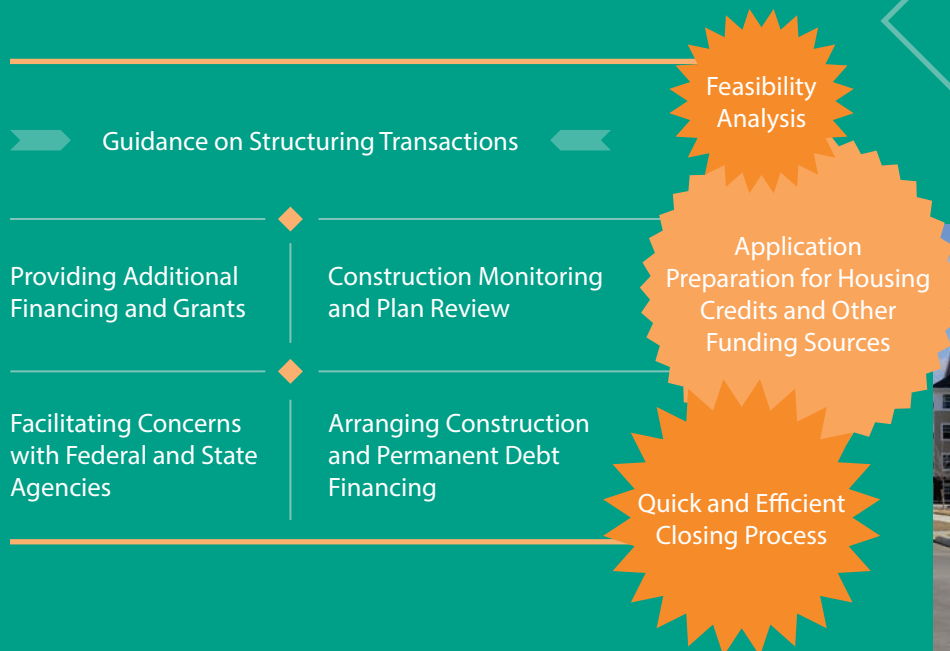 Feasibility
Analysis
Guidance on Structuring Transactions
Application
Preparation for Housing
Credits and Other
Funding Sources
Providing Additional
Financing and Grants
Construction Monitoring
and Plan Review
Facilitating Concerns
with Federal and State
Agencies
Arranging Construction
and Permanent Debt
Financing
Quick and Efficient
Closing Process